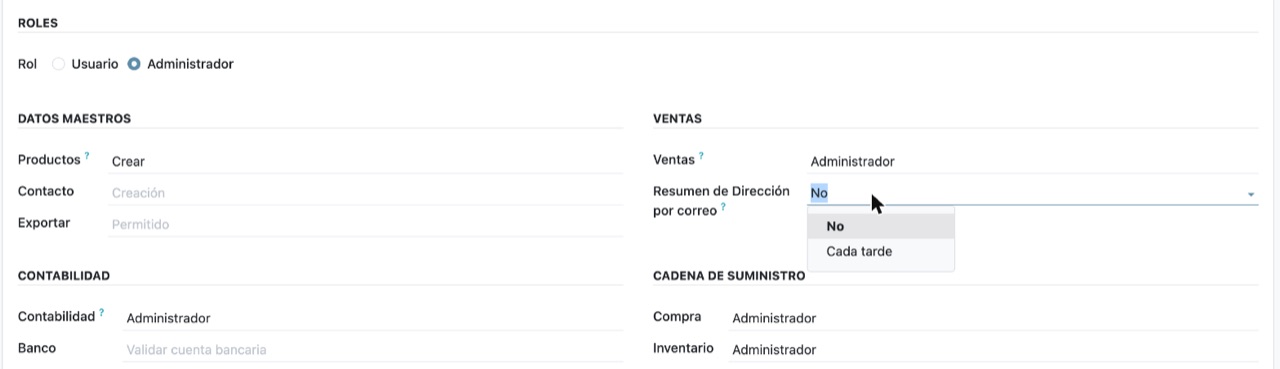 ROLES
Rol Usuario Administrador
DATOS MAESTROS
Productos ? Crear
Contacto Creación
Exportar Permitido
VENTAS
Ventas ? Administrador
Resumen de Dirección por correo ? No
No
Cada tarde
CONTABILIDAD
Contabilidad ? Administrador
Banco Validar cuenta bancaria
CADENA DE SUMINISTRO
Compra Administrador
Inventario Administrador